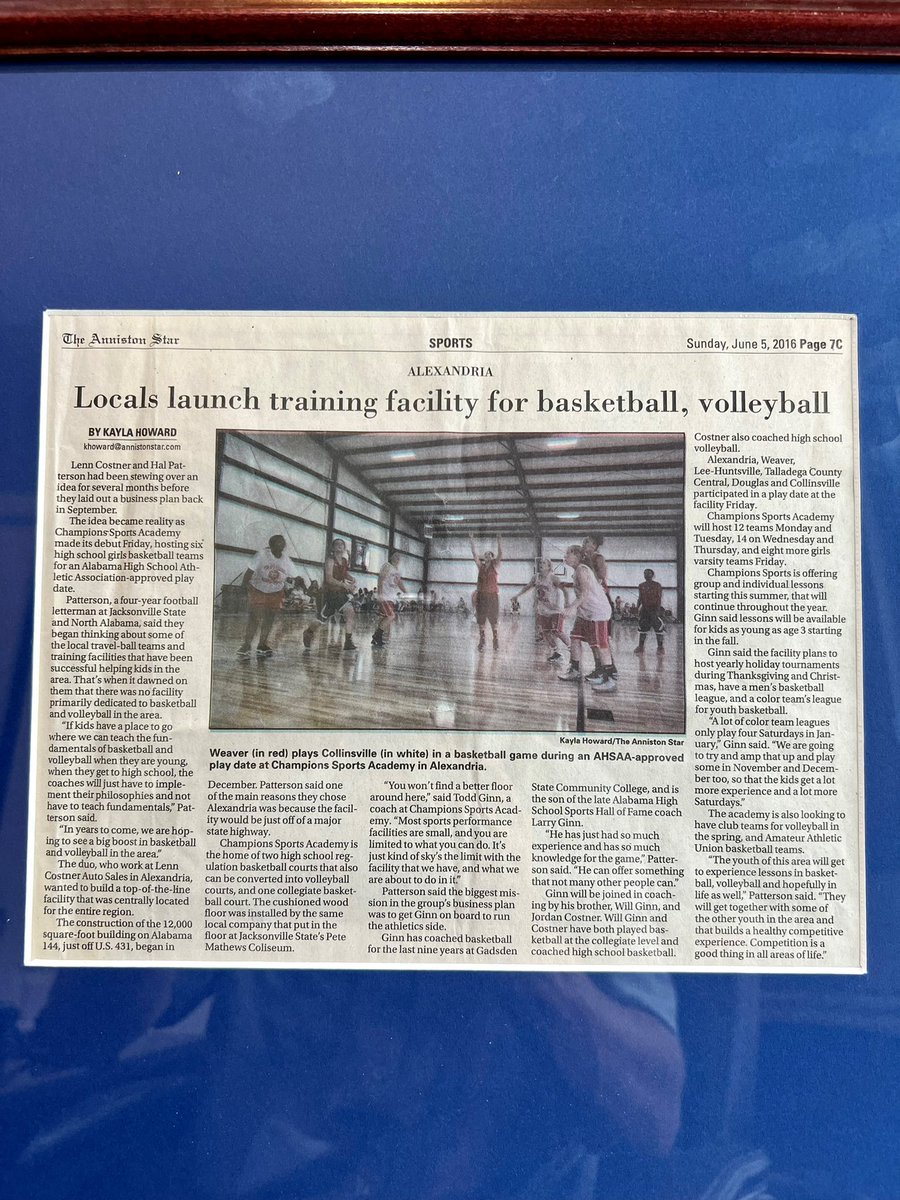 The Anniston Star
SPORTS
Sunday, June 5, 2016 Page 7C
ALEXANDRIA
Locals launch training facility for basketball, volleyball
BY KAYLA HOWARD
khoward@annistonstar.com
Lenn Costner and Hal Pat-
terson had been stewing over an
idea for several months before
they laid out a business plan back
in September.
The idea became reality as
Champions Sports Academy
made its debut Friday, hosting six
high school girls basketball teams
for an Alabama High School Ath-
letic Association-approved play
date.
Patterson, a four-year football
letterman at Jacksonville State
and North Alabama, said they
began thinking about some of
the local travel-ball teams and
training facilities that have been
successful helping kids in the
area. That's when it dawned on
them that there was no facility
primarily dedicated to basketball
and volleyball in the area.
"If kids have a place to go
where we can teach the fun-
damentals of basketball and
volleyball when they are young,
when they get to high school, the
coaches will just have to imple-
ment their philosophies and not
have to teach fundamentals," Pat-
terson said.
"In years to come, we are hop-
ing to see a big boost in basketball
and volleyball in the area."
The duo, who work at Lenn
Costner Auto Sales in Alexandria,
wanted to build a top-of-the-line
facility that was centrally located
for the entire region.
The construction of the 12,000
square-foot building on Alabama
144, just off U.S. 431, began in
Kayla Howard/The Anniston Star
Weaver (in red) plays Collinsville (in white) in a basketball game during an AHSAA-approved
play date at Champions Sports Academy in Alexandria.
December. Patterson said one
of the main reasons they chose
Alexandria was because the facil-
ity would be just off of a major
state highway.
Champions Sports Academy is
the home of two high school reg-
ulation basketball courts that also
can be converted into volleyball
courts, and one collegiate basket-
ball court. The cushioned wood
floor was installed by the same
local company that put in the
floor at Jacksonville State's Pete
Mathews Coliseum.
"You won't find a better floor
around here," said Todd Ginn, a
coach at Champions Sports Acad-
emy. "Most sports performance
facilities are small, and you are
limited to what you can do. It's
just kind of sky's the limit with the
facility that we have, and what we
are about to do in it."
Patterson said the biggest mis-
sion in the group's business plan
was to get Ginn on board to run
the athletics side.
Ginn has coached basketball
for the last nine years at Gadsden
State Community College, and is
the son of the late Alabama High
School Sports Hall of Fame coach
Larry Ginn.
"He has just had so much
experience and has so much
knowledge for the game," Patter-
son said. "He can offer something
that not many other people can."
Ginn will be joined in coach-
ing by his brother, Will Ginn, and
Jordan Costner. Will Ginn and
Costner have both played bas-
ketball at the collegiate level and
coached high school basketball.
Costner also coached high school
volleyball.
Alexandria, Weaver,
Lee-Huntsville, Talladega County
Central, Douglas and Collinsville
participated in a play date at the
facility Friday.
Champions Sports Academy
will host 12 teams Monday and
Tuesday, 14 on Wednesday and
Thursday, and eight more girls
varsity teams Friday.
Champions Sports is offering
group and individual lessons
starting this summer, that will
continue throughout the year.
Ginn said lessons will be available
for kids as young as age 3 starting
in the fall.
Ginn said the facility plans to
host yearly holiday tournaments
during Thanksgiving and Christ-
mas, have a men's basketball
league, and a color team's league
for youth basketball.
"A lot of color team leagues
only play four Saturdays in Jan-
uary," Ginn said. "We are going
to try and amp that up and play
some in November and Decem-
ber too, so that the kids get a lot
more experience and a lot more
Saturdays."
The academy is also looking to
have club teams for volleyball in
the spring, and Amateur Athletic
Union basketball teams.
"The youth of this area will get
to experience lessons in basket-
ball, volleyball and hopefully in
life as well," Patterson said. "They
will get together with some of
the other youth in the area and
that builds a healthy competitive
experience. Competition is a
good thing in all areas of life."